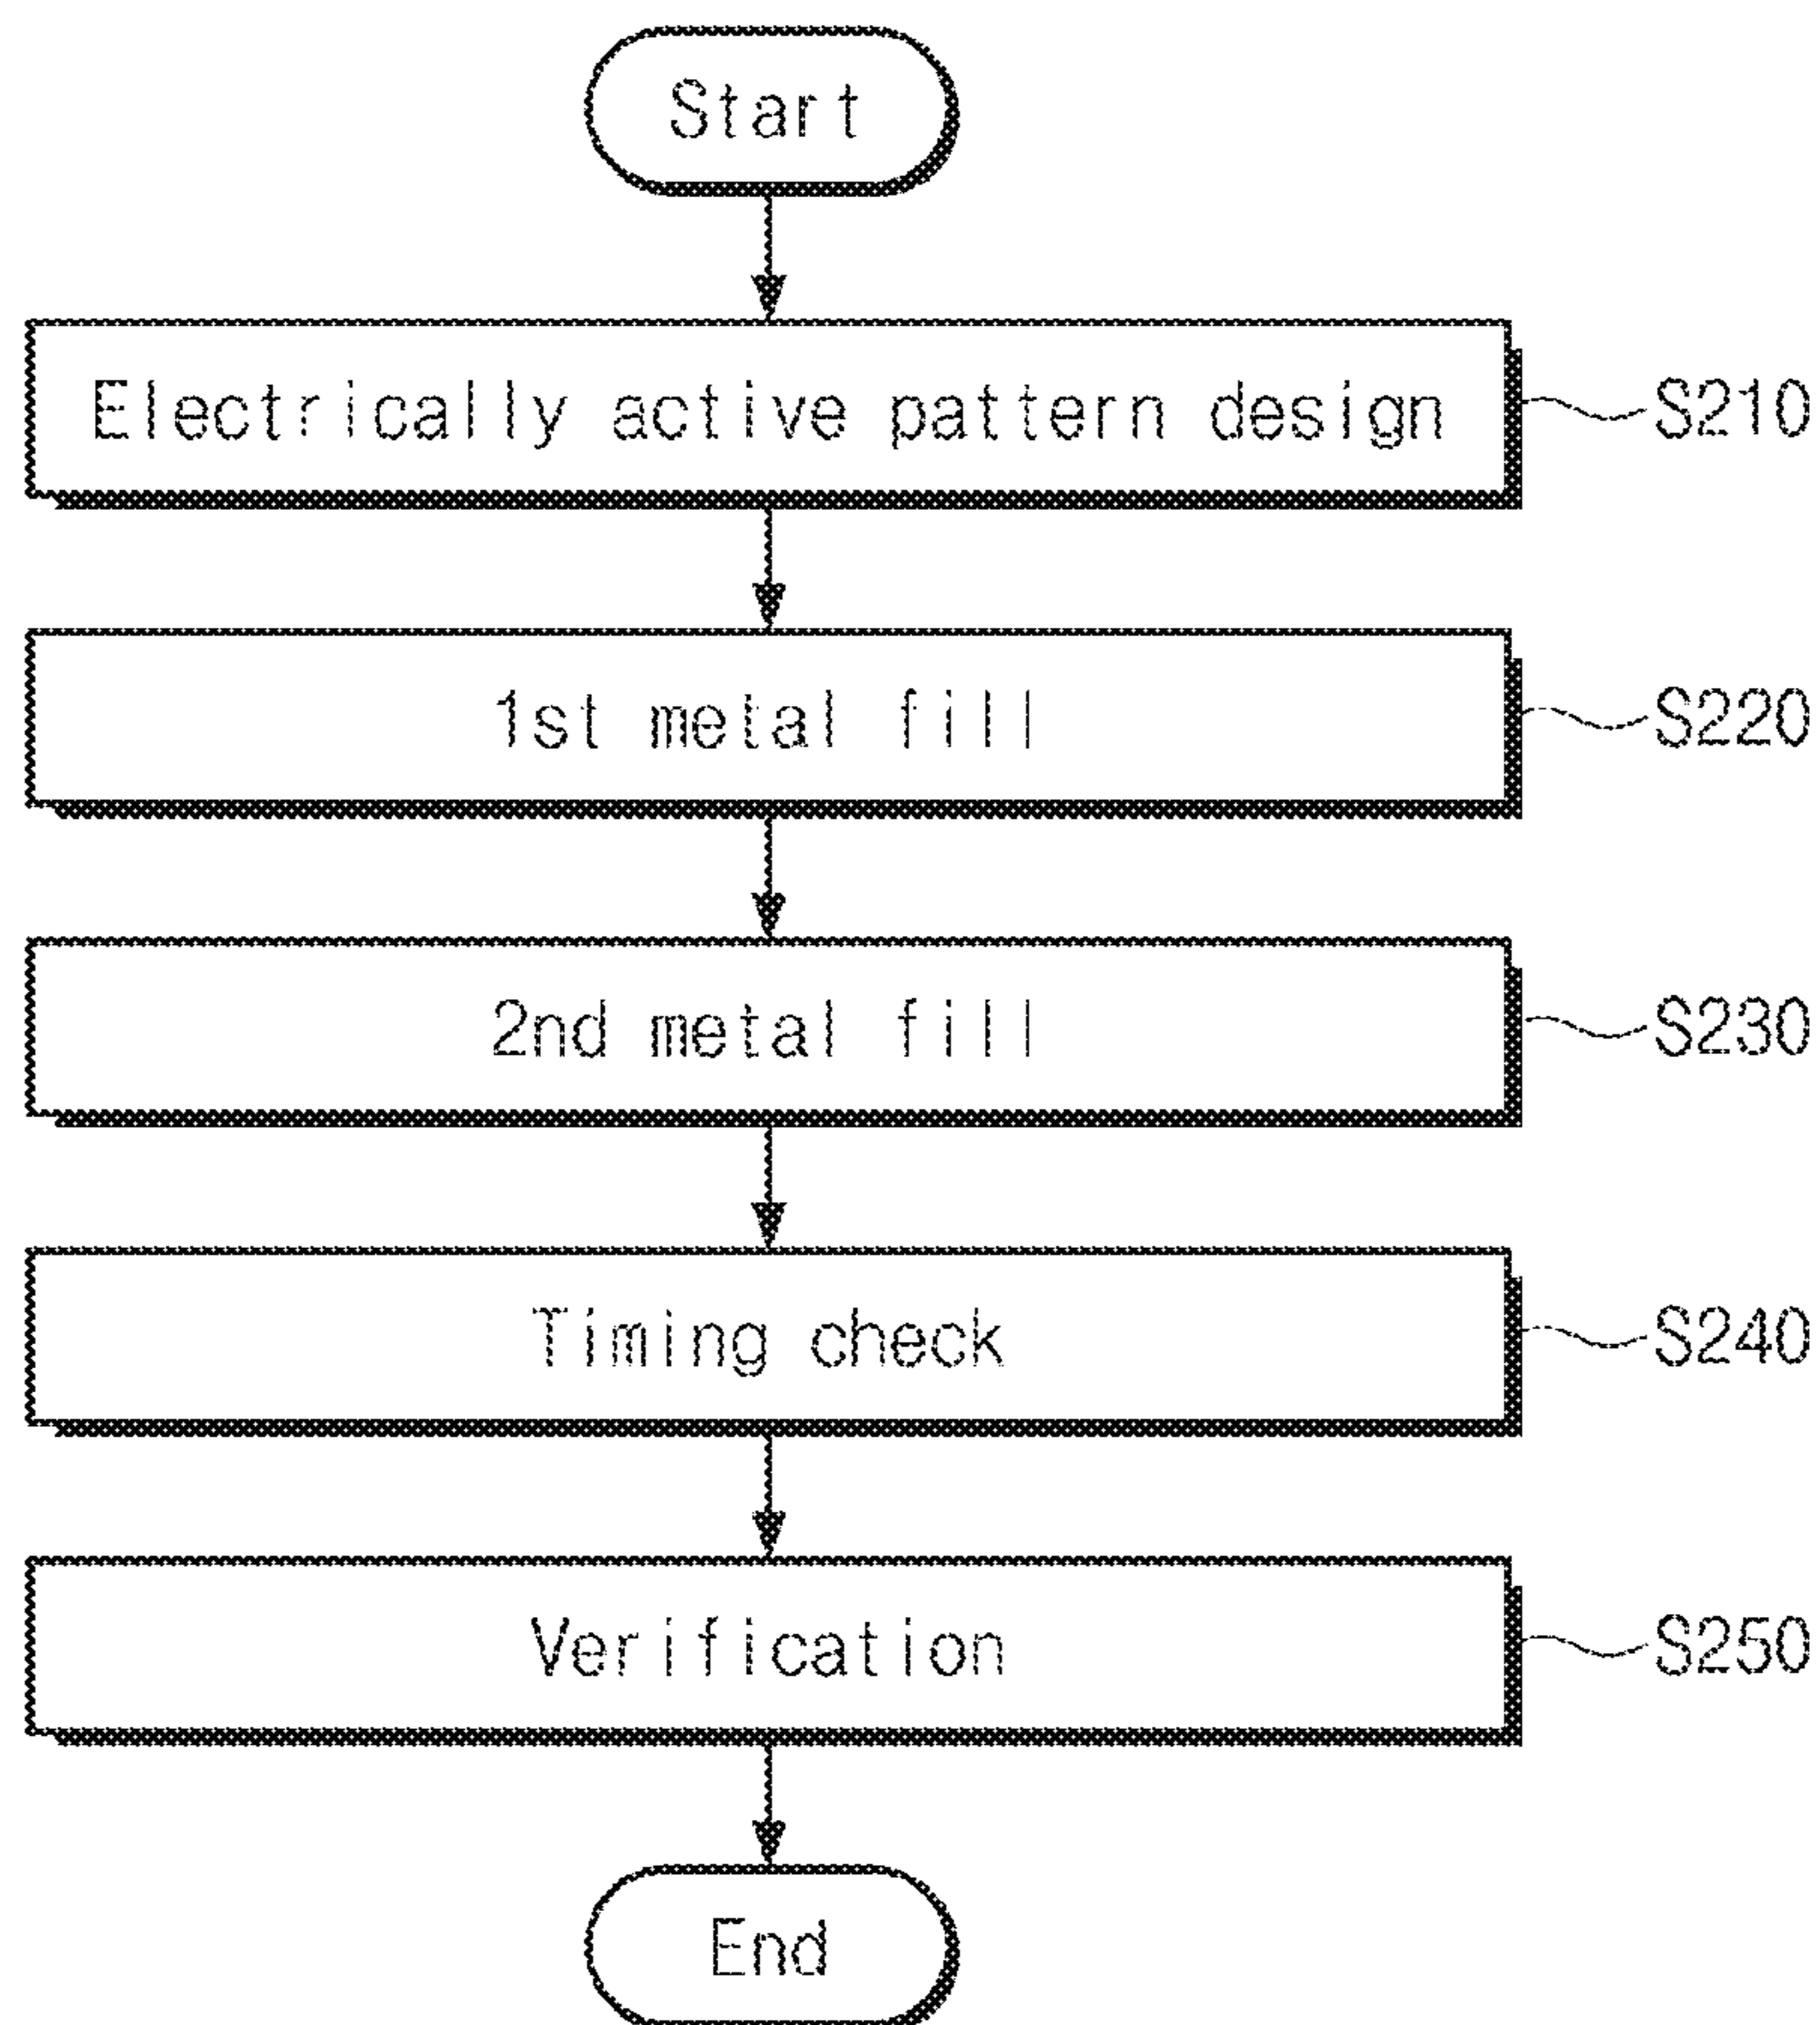 Start
Electrically active pattern design
S210
1st metal fill
S220
2nd metal fill
S230
Timing check
S240
Verification
S250
End